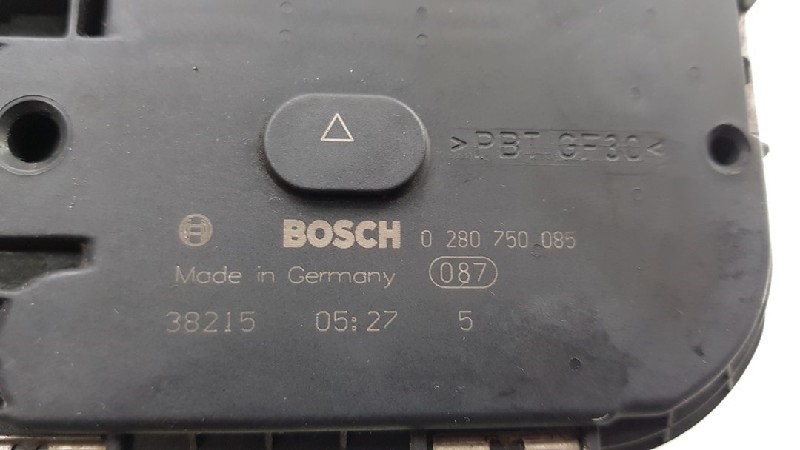 >PBT GF30<
BOSCH 0 280 750 085
Made in Germany 087
38215 05:27 5